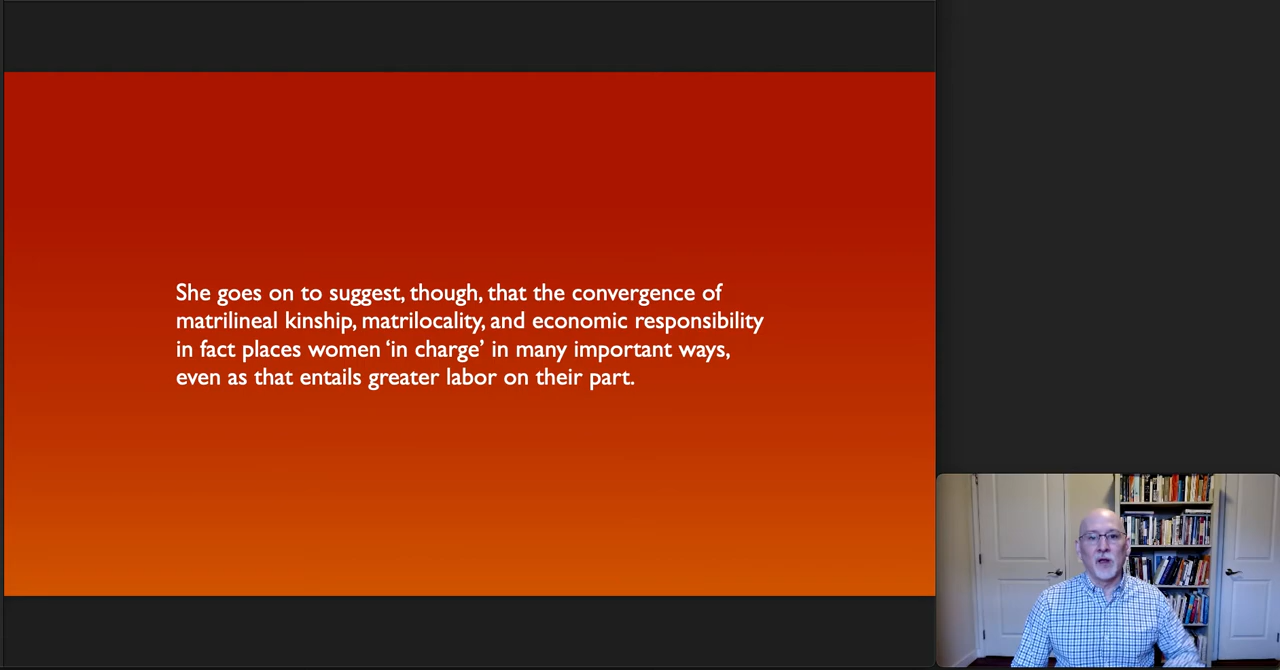 She goes on to suggest, though, that the convergence of
matrilineal kinship, matrilocality, and economic responsibility
in fact places women ‘in charge’ in many important ways,
even as that entails greater labor on their part.